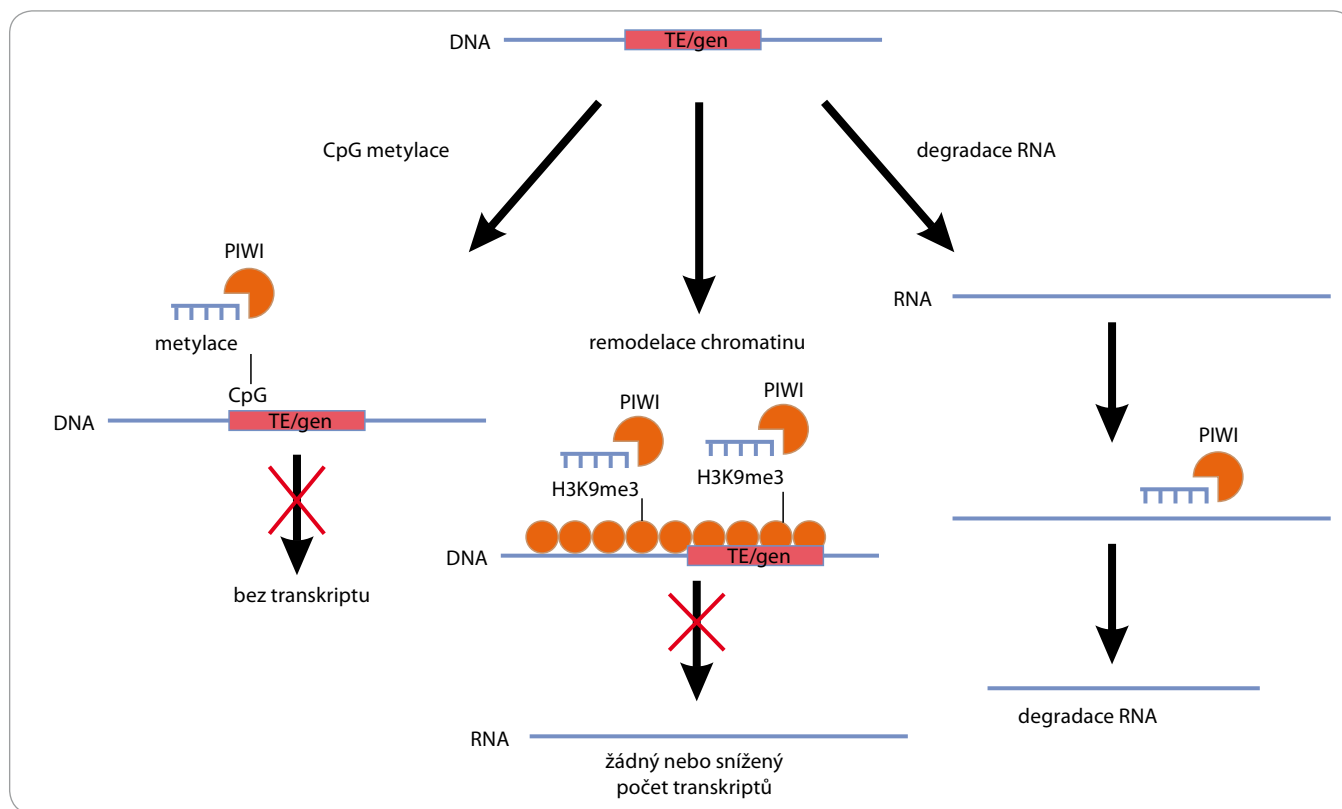 DNA
TE/gen
CpG metylace
degradace RNA
PIWI
metylace
CpG
DNA
TE/gen
bez transkriptu
remodelace chromatinu
PIWI
PIWI
H3K9me3
H3K9me3
DNA
TE/gen
RNA
žádný nebo snížený
počet transkriptů
RNA
PIWI
degradace RNA